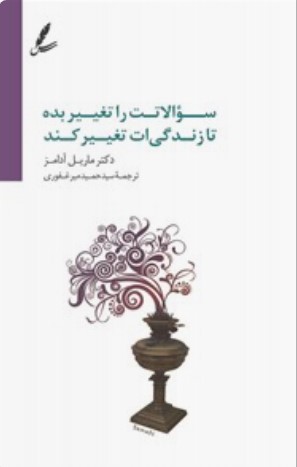 سؤالاتت را تغییر بده
تا زندگی‌ات تغییر کند
دکتر ماریل آدامز
ترجمهٔ سید حمید میرغفوری